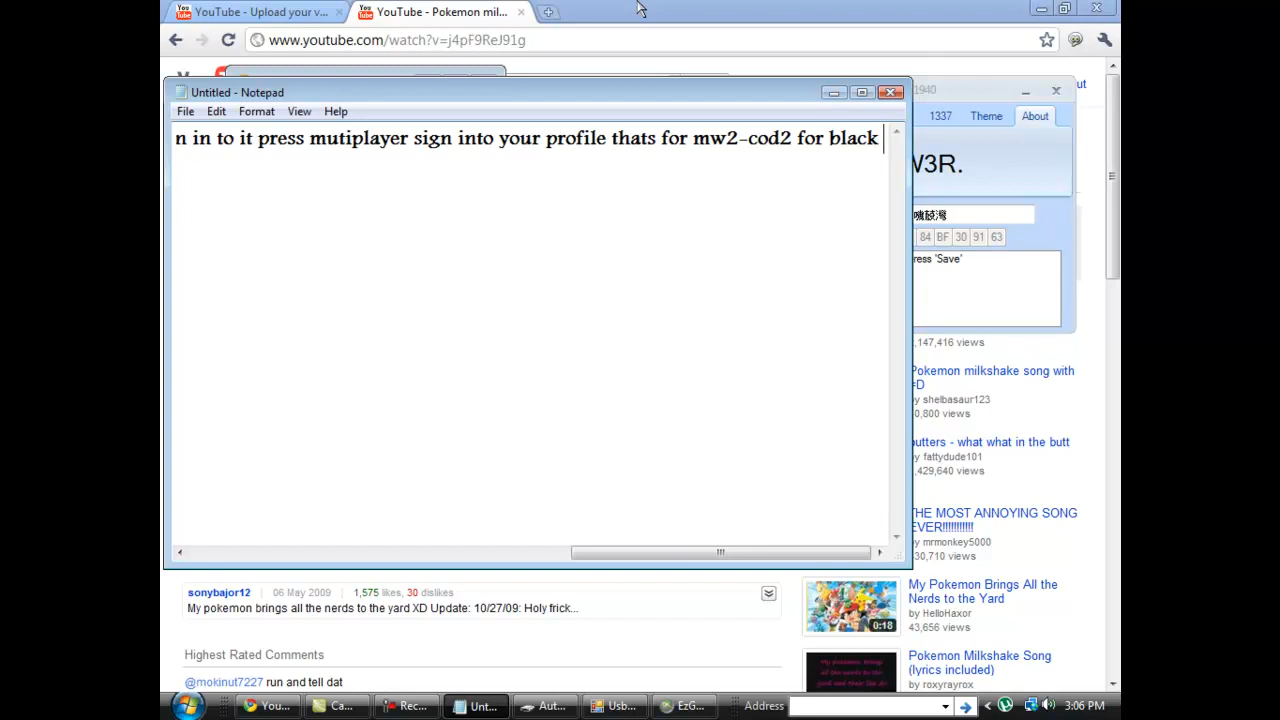 YouTube - Upload your v...
YouTube - Pokemon mil...
www.youtube.com/watch?v=j4pF9ReJ91g
Untitled - Notepad
File Edit Format View Help
n in to it press mutiplayer sign into your profile thats for mw2-cod2 for black
1940
ut
1337 Theme About
W3R.
84 BF 30 91 63
press 'Save'
,147,416 views
Pokemon milkshake song with
=D
by shelbasaur123
60,800 views
butters - what what in the butt
by fattydude101
,429,640 views
THE MOST ANNOYING SONG
EVER!!!!!!!!!!!
by mrmonkey5000
30,710 views
sonybajor12 06 May 2009 1,575 likes, 30 dislikes
My pokemon brings all the nerds to the yard XD Update: 10/27/09: Holy frick...
My Pokemon Brings All the
Nerds to the Yard
by HelloHaxor
43,656 views
0:18
Highest Rated Comments
@mokinut7227 run and tell dat
Pokemon Milkshake Song
(lyrics included)
by roxyrayrox
You... Ca... Rec... Unt... Aut... Usb... EzG... Address 3:06 PM